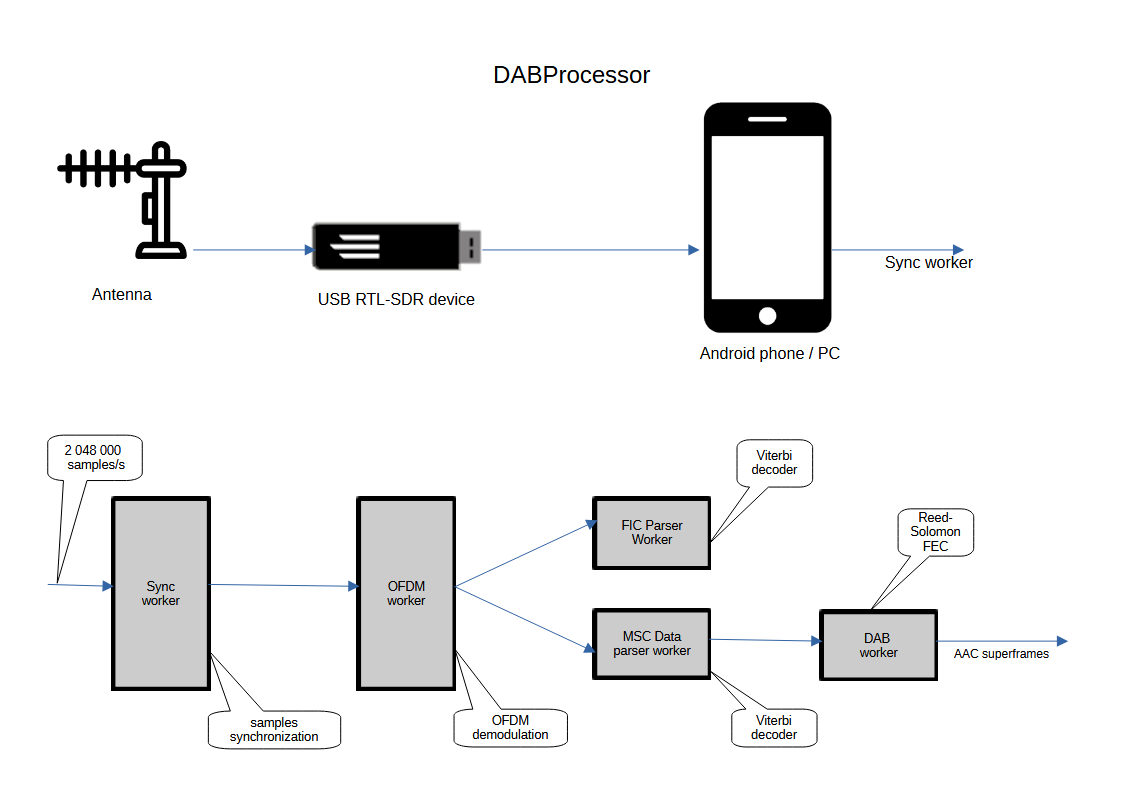 DABProcessor
Sync worker
Antenna
USB RTL-SDR device
Android phone / PC
2 048 000
samples/s
Viterbi
decoder
Reed-
Solomon
FEC
FIC Parser
Worker
Sync
worker
OFDM
worker
MSC Data
parser worker
DAB
worker
AAC superframes
samples
synchronization
OFDM
demodulation
Viterbi
decoder